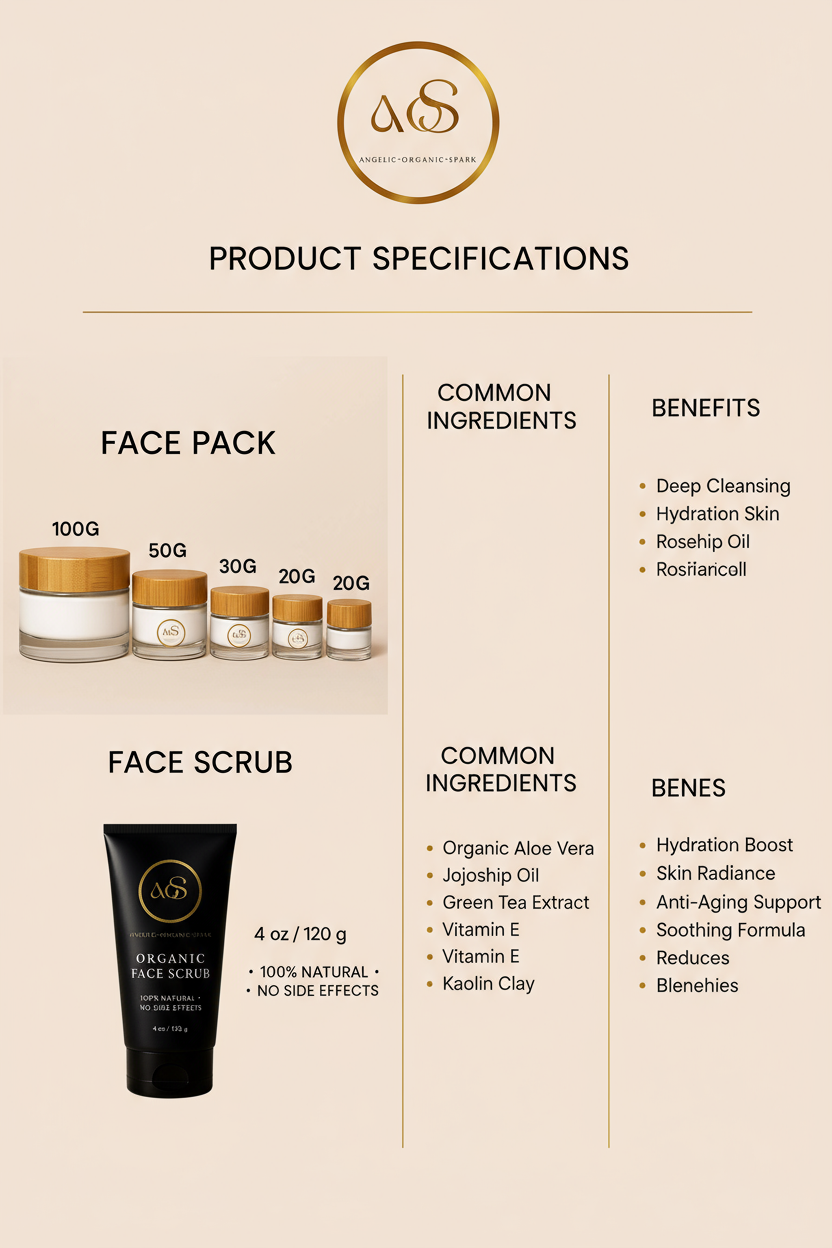 aoS
ANGELIC•ORGANIC•SPARK
PRODUCT SPECIFICATIONS
FACE PACK
100G
50G
30G
20G
20G
COMMON
INGREDIENTS
BENEFITS
• Deep Cleansing
• Hydration Skin
• Rosehip Oil
FACE SCRUB
aoS
ORGANIC
FACE SCRUB
100% NATURAL •
NO SIDE EFFECTS
4 oz / 120 g
• 100% NATURAL •
• NO SIDE EFFECTS
COMMON
INGREDIENTS
• Organic Aloe Vera
• Jojoship Oil
• Green Tea Extract
• Vitamin E
• Vitamin E
• Kaolin Clay
BENES
• Hydration Boost
• Skin Radiance
• Anti-Aging Support
• Soothing Formula
• Reduces
• Blenehies